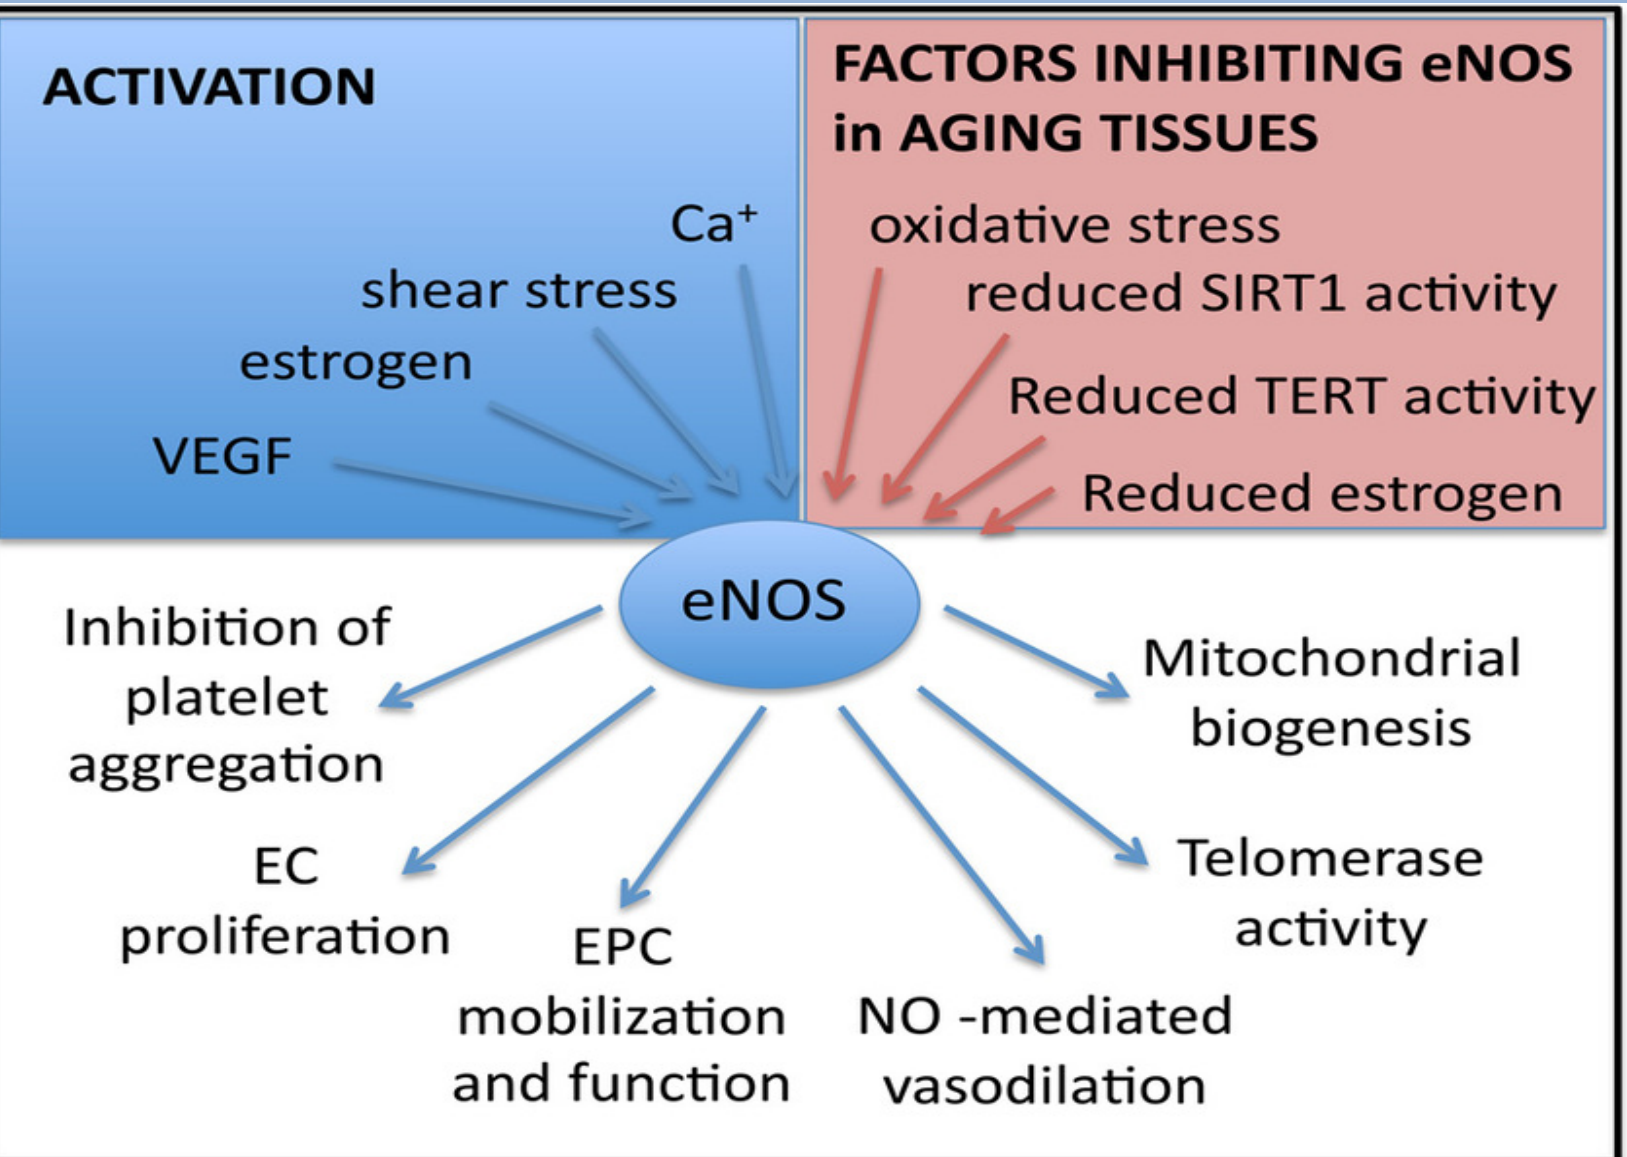 ACTIVATION
Ca⁺
shear stress
estrogen
VEGF
FACTORS INHIBITING eNOS
in AGING TISSUES
oxidative stress
reduced SIRT1 activity
Reduced TERT activity
Reduced estrogen
eNOS
Inhibition of
platelet
aggregation
EC
proliferation
EPC
mobilization
and function
NO -mediated
vasodilation
Telomerase
activity
Mitochondrial
biogenesis